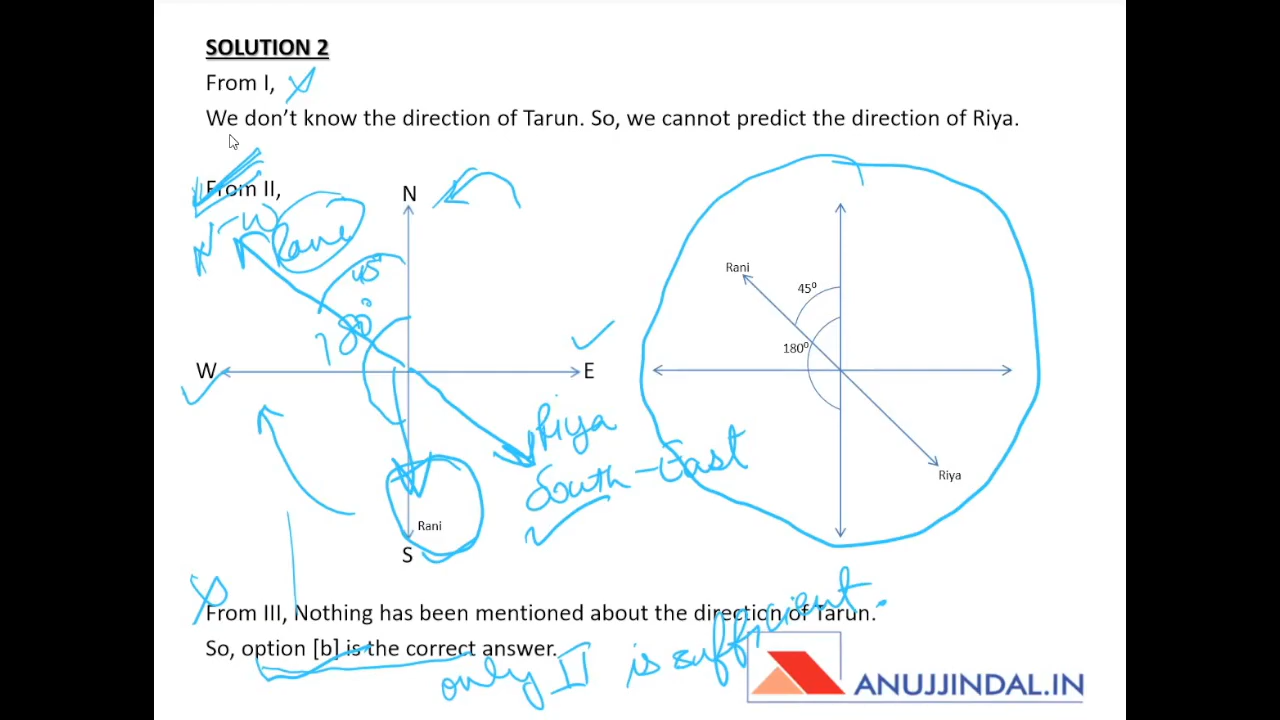 SOLUTION 2
From I,
We don't know the direction of Tarun. So, we cannot predict the direction of Riya.
From II,
N
N-W
Rani
45°
180°
W
E
Riya
South-East
Rani
S
Rani
45⁰
180⁰
Riya
From III, Nothing has been mentioned about the direction of Tarun.
So, option [b] is the correct answer.
only II is sufficient.
ANUJJINDAL.IN